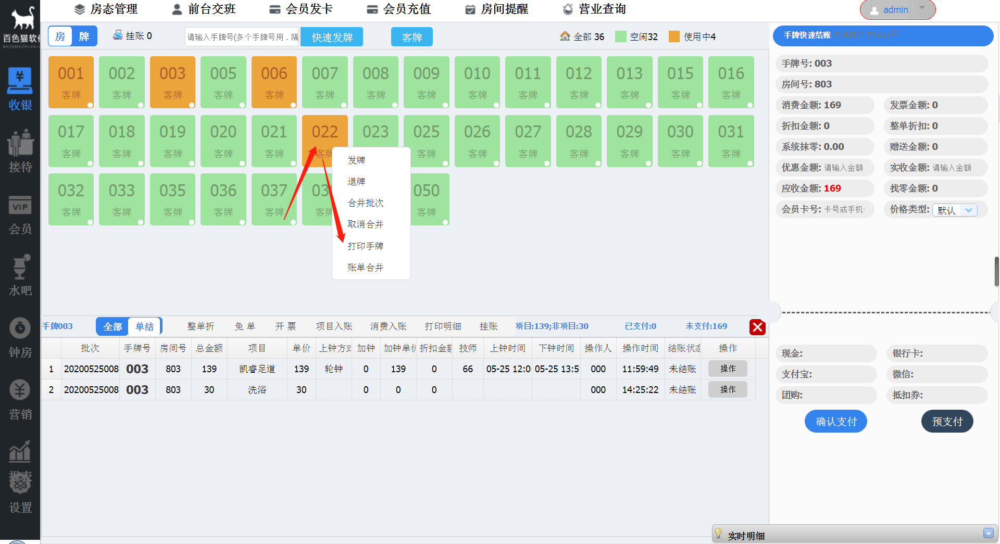 房态管理 前台交班 会员发卡 会员充值 房间提醒 营业查询 admin
百色猫软件
BAISEMAORUANJI
收银
接待
VIP
会员
水吧
钟房
营销
报表
设置
房 牌 挂账 0 请输入手牌号(多个手牌号用 . 隔 快速发牌 客牌 全部 36 空闲32 使用中4
001 002 003 005 006 007 008 009 010 011 012 013 015 016
客牌 客牌 客牌 客牌 客牌 客牌 客牌 客牌 客牌 客牌 客牌 客牌 客牌 客牌
017 018 019 020 021 022 023 025 026 027 028 029 030 031
客牌 客牌 客牌 客牌 客牌 客牌 客牌 客牌 客牌 客牌 客牌 客牌 客牌
032 033 035 036 037 03 050
客牌 客牌 客牌 客牌 客牌 客牌 客牌
发牌
退牌
合并批次
取消合并
打印手牌
账单合并
手牌003 全部 单结 整单折 免 单 开 票 项目入账 消费入账 打印明细 挂账 项目:139;非项目:30 已支付:0 未支付:169
批次 手牌号 房间号 总金额 项目 单价 上钟方式 加钟 加钟单价 折扣金额 技师 上钟时间 下钟时间 操作人 操作时间 结账状态 操作
1 20200525008 003 803 139 凯睿足道 139 轮钟 0 139 0 66 05-25 12:0 05-25 13:5 000 11:59:49 未结账 操作
2 20200525008 003 803 30 洗浴 30 0 0 0 000 14:25:22 未结账 操作
手牌快速结账
手牌号: 003
房间号: 803
消费金额: 169 发票金额: 0
折扣金额: 0 整单折扣: 0
系统抹零: 0.00 赠送金额: 0
优惠金额: 请输入金额 实收金额: 请输入金额
应收金额: 169 找零金额: 0
会员卡号: 卡号或手机 价格类型: 默认
现金: 银行卡:
支付宝: 微信:
团购: 抵扣券:
确认支付 预支付
实时明细